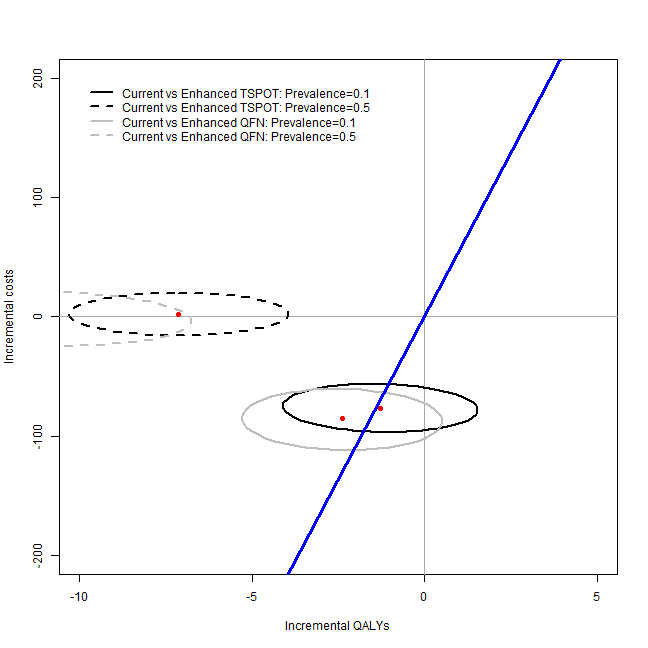 Current vs Enhanced TSPOT: Prevalence=0.1
Current vs Enhanced TSPOT: Prevalence=0.5
Current vs Enhanced QFN: Prevalence=0.1
Current vs Enhanced QFN: Prevalence=0.5
Incremental costs
200
100
0
-100
-200
-10
-5
0
5
Incremental QALYs